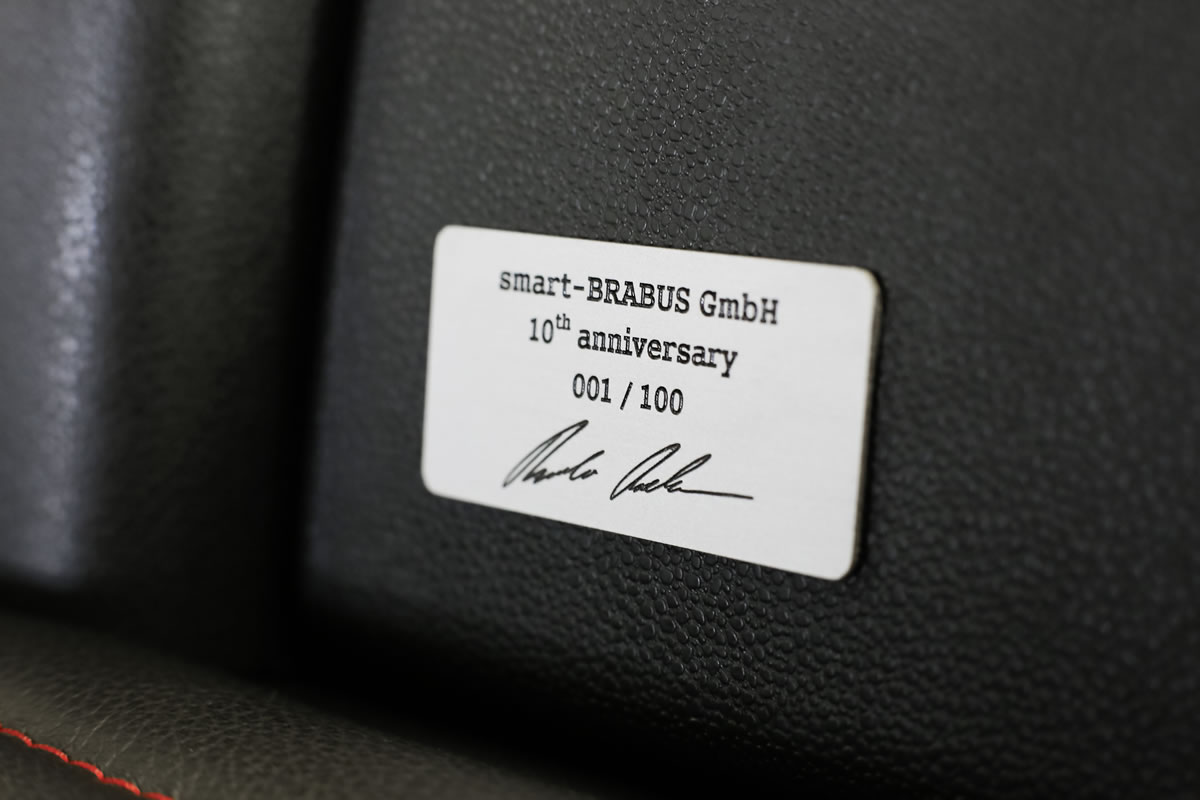 smart-BRABUS GmbH
10th anniversary
001 / 100